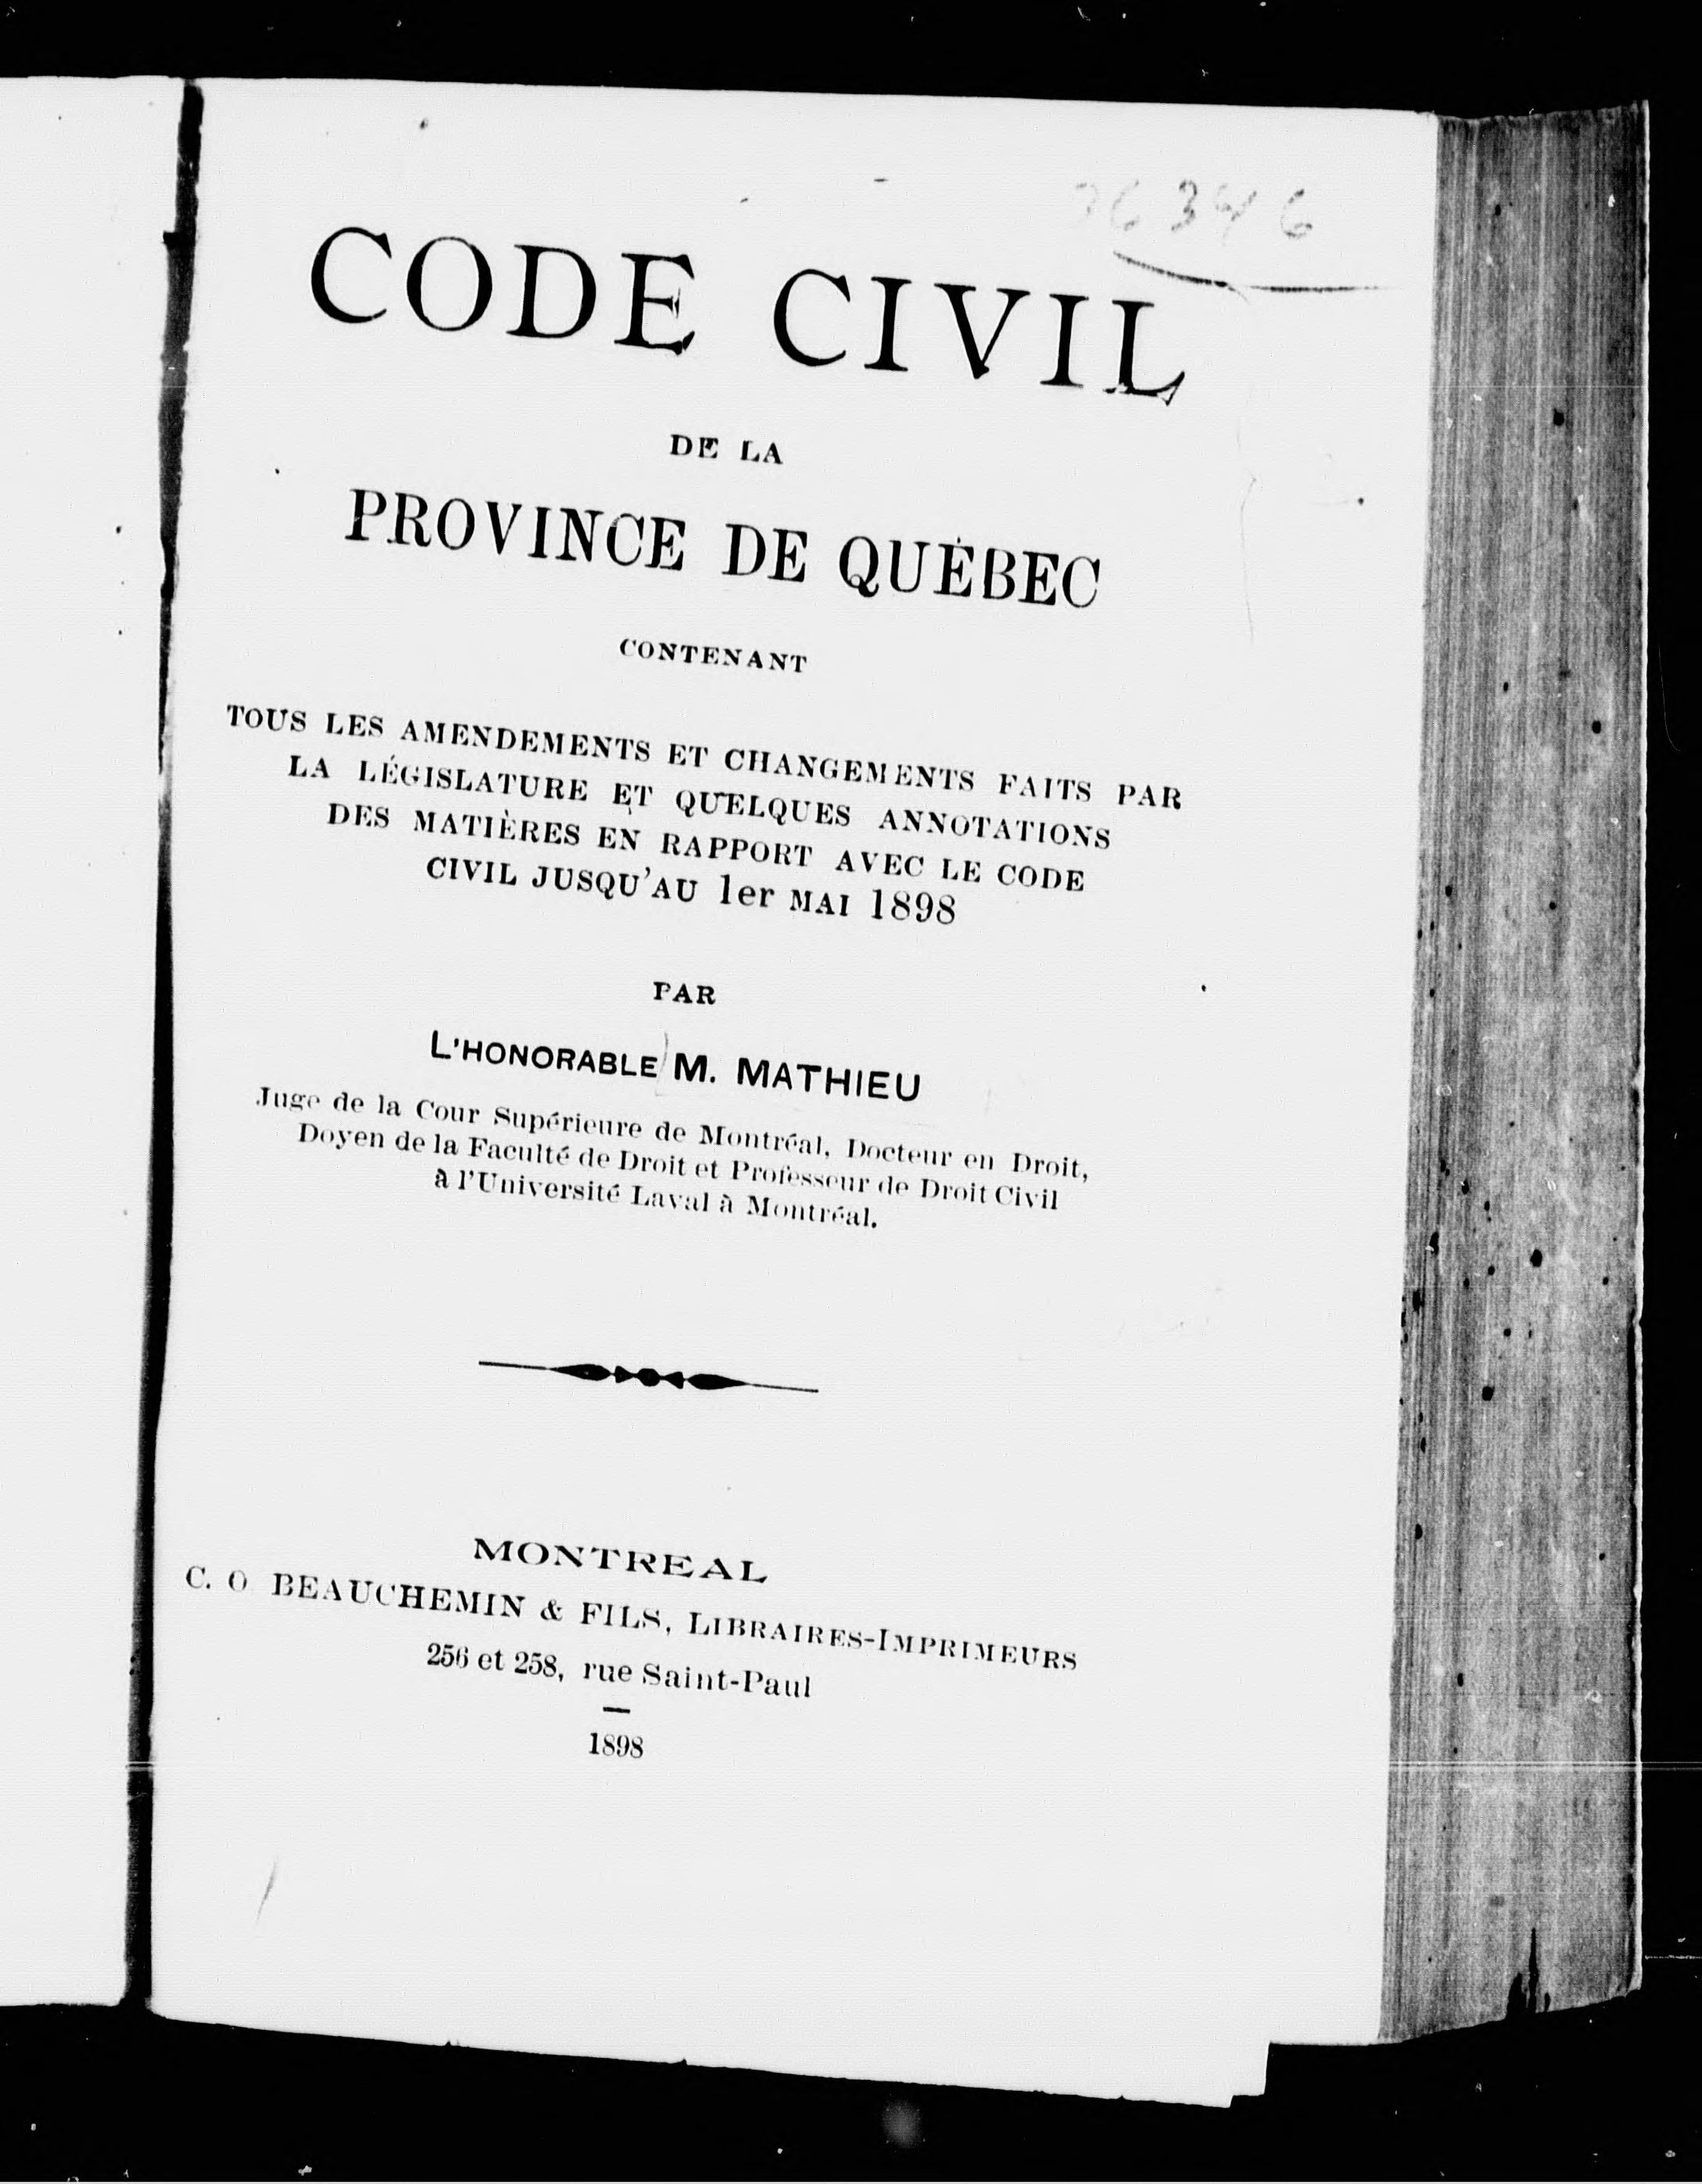 CODE CIVIL
DE LA
PROVINCE DE QUÉBEC
CONTENANT
TOUS LES AMENDEMENTS ET CHANGEMENTS FAITS PAR
LA LÉGISLATURE ET QUELQUES ANNOTATIONS
DES MATIÈRES EN RAPPORT AVEC LE CODE
CIVIL JUSQU'AU 1er MAI 1898
PAR
L'HONORABLE M. MATHIEU
Juge de la Cour Supérieure de Montréal, Docteur en Droit,
Doyen de la Faculté de Droit et Professeur de Droit Civil
à l'Université Laval à Montréal.
MONTREAL
C. O BEAUCHEMIN & FILS, LIBRAIRES-IMPRIMEURS
256 et 258, rue Saint-Paul
1898